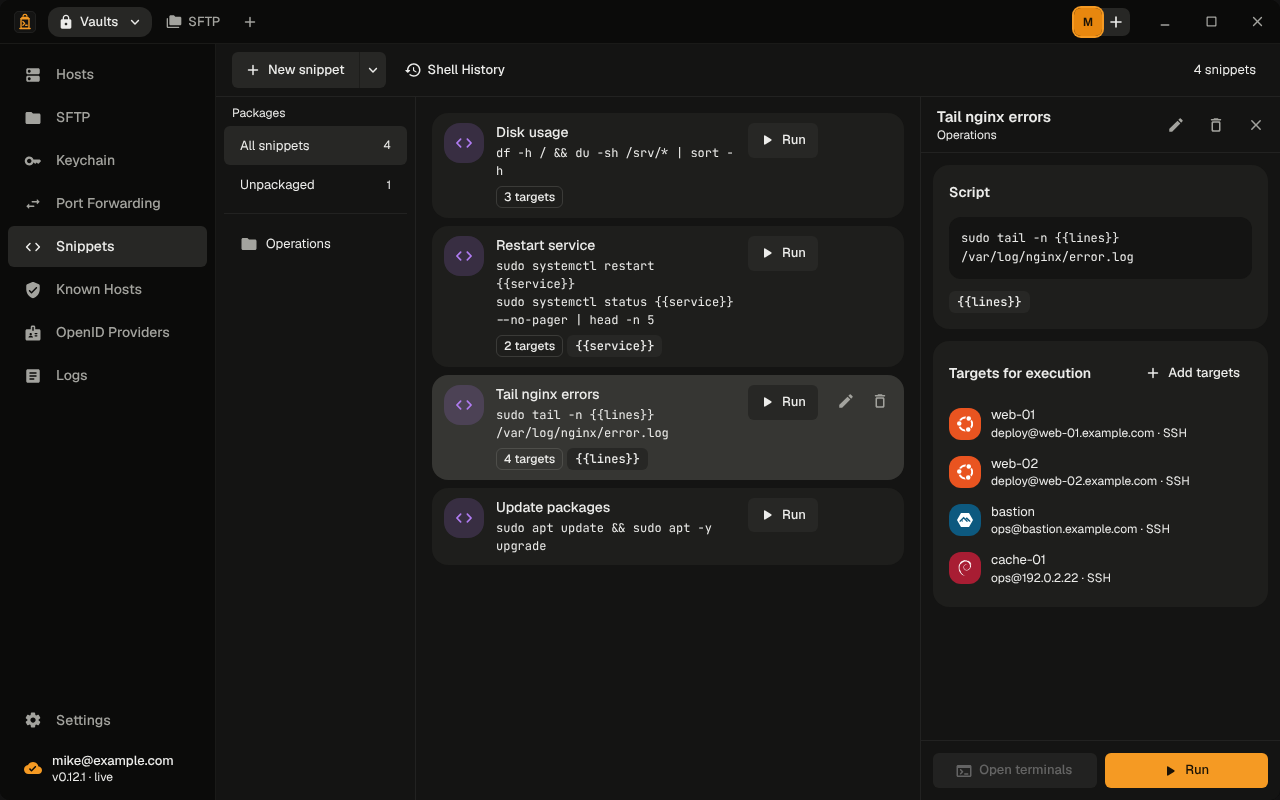 Vaults
SFTP
M
Hosts
SFTP
Keychain
Port Forwarding
Snippets
Known Hosts
OpenID Providers
Logs
Settings
mike@example.com
v0.12.1 · live
New snippet
Shell History
4 snippets
Packages
All snippets 4
Unpackaged 1
Operations
Disk usage
df -h / && du -sh /srv/* | sort -
h
3 targets
Run
Restart service
sudo systemctl restart
{{service}}
sudo systemctl status {{service}}
--no-pager | head -n 5
2 targets {{service}}
Run
Tail nginx errors
sudo tail -n {{lines}}
/var/log/nginx/error.log
4 targets {{lines}}
Run
Update packages
sudo apt update && sudo apt -y
upgrade
Run
Tail nginx errors
Operations
Script
sudo tail -n {{lines}}
/var/log/nginx/error.log
{{lines}}
Targets for execution
Add targets
web-01
deploy@web-01.example.com · SSH
web-02
deploy@web-02.example.com · SSH
bastion
ops@bastion.example.com · SSH
cache-01
ops@192.0.2.22 · SSH
Open terminals
Run